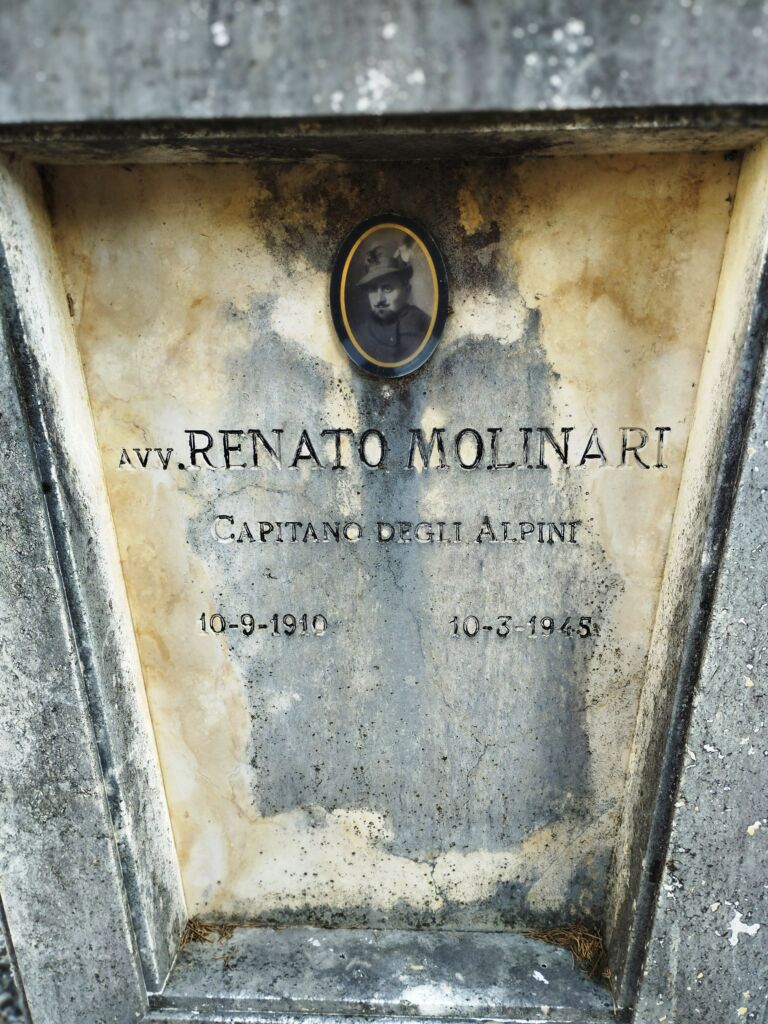 AVV. RENATO MOLINARI
CAPITANO DEGLI ALPINI
10-9-1910 10-3-1945